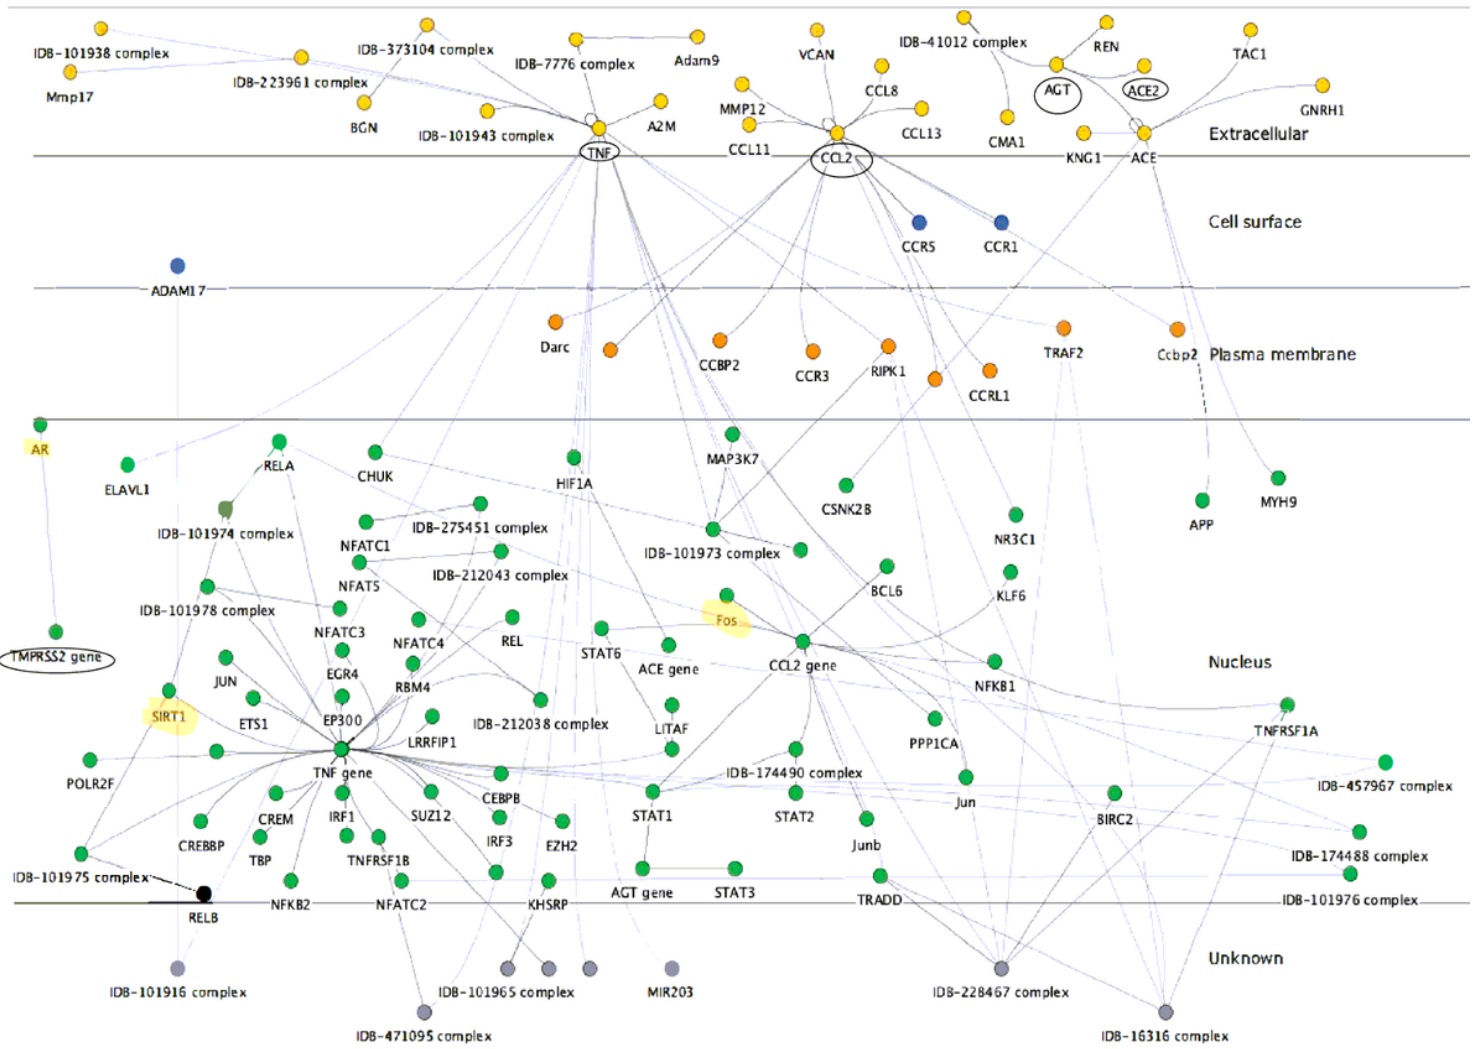 IDB-101938 complex
IDB-373104 complex
IDB-7776 complex
Adam9
VCAN
IDB-41012 complex
REN
TAC1
Mmp17
IDB-223961 complex
BGN
IDB-101943 complex
A2M
MMP12
CCL8
AGT
ACE2
GNRH1
CCL11
CCL13
CMA1
KNG1
ACE
Extracellular
TNF
CCL2
Cell surface
CCR5
CCR1
ADAM17
Darc
CCBP2
CCR3
RIPK1
CCRL1
TRAF2
Ccbp2
Plasma membrane
AR
ELAVL1
RELA
CHUK
HIF1A
MAP3K7
CSNK2B
NR3C1
APP
MYH9
IDB-101974 complex
NFATC1
IDB-275451 complex
IDB-101973 complex
NFAT5
IDB-212043 complex
BCL6
KLF6
IDB-101978 complex
NFATC3
NFATC4
REL
Fos
STAT6
ACE gene
CCL2 gene
NFKB1
Nucleus
TMPRSS2 gene
JUN
EGR4
RBM4
SIRT1
ETS1
EP300
LRRFIP1
IDB-212038 complex
LITAF
PPP1CA
TNFRSF1A
POLR2F
TNF gene
CEBPB
IDB-174490 complex
Jun
IDB-457967 complex
CREBBP
CREM
IRF1
SUZ12
IRF3
EZH2
STAT1
STAT2
Junb
BIRC2
TBP
TNFRSF1B
IDB-174488 complex
IDB-101975 complex
RELB
NFKB2
NFATC2
KHSRP
AGT gene
STAT3
TRADD
IDB-101976 complex
Unknown
IDB-101916 complex
IDB-101965 complex
MIR203
IDB-228467 complex
IDB-471095 complex
IDB-16316 complex